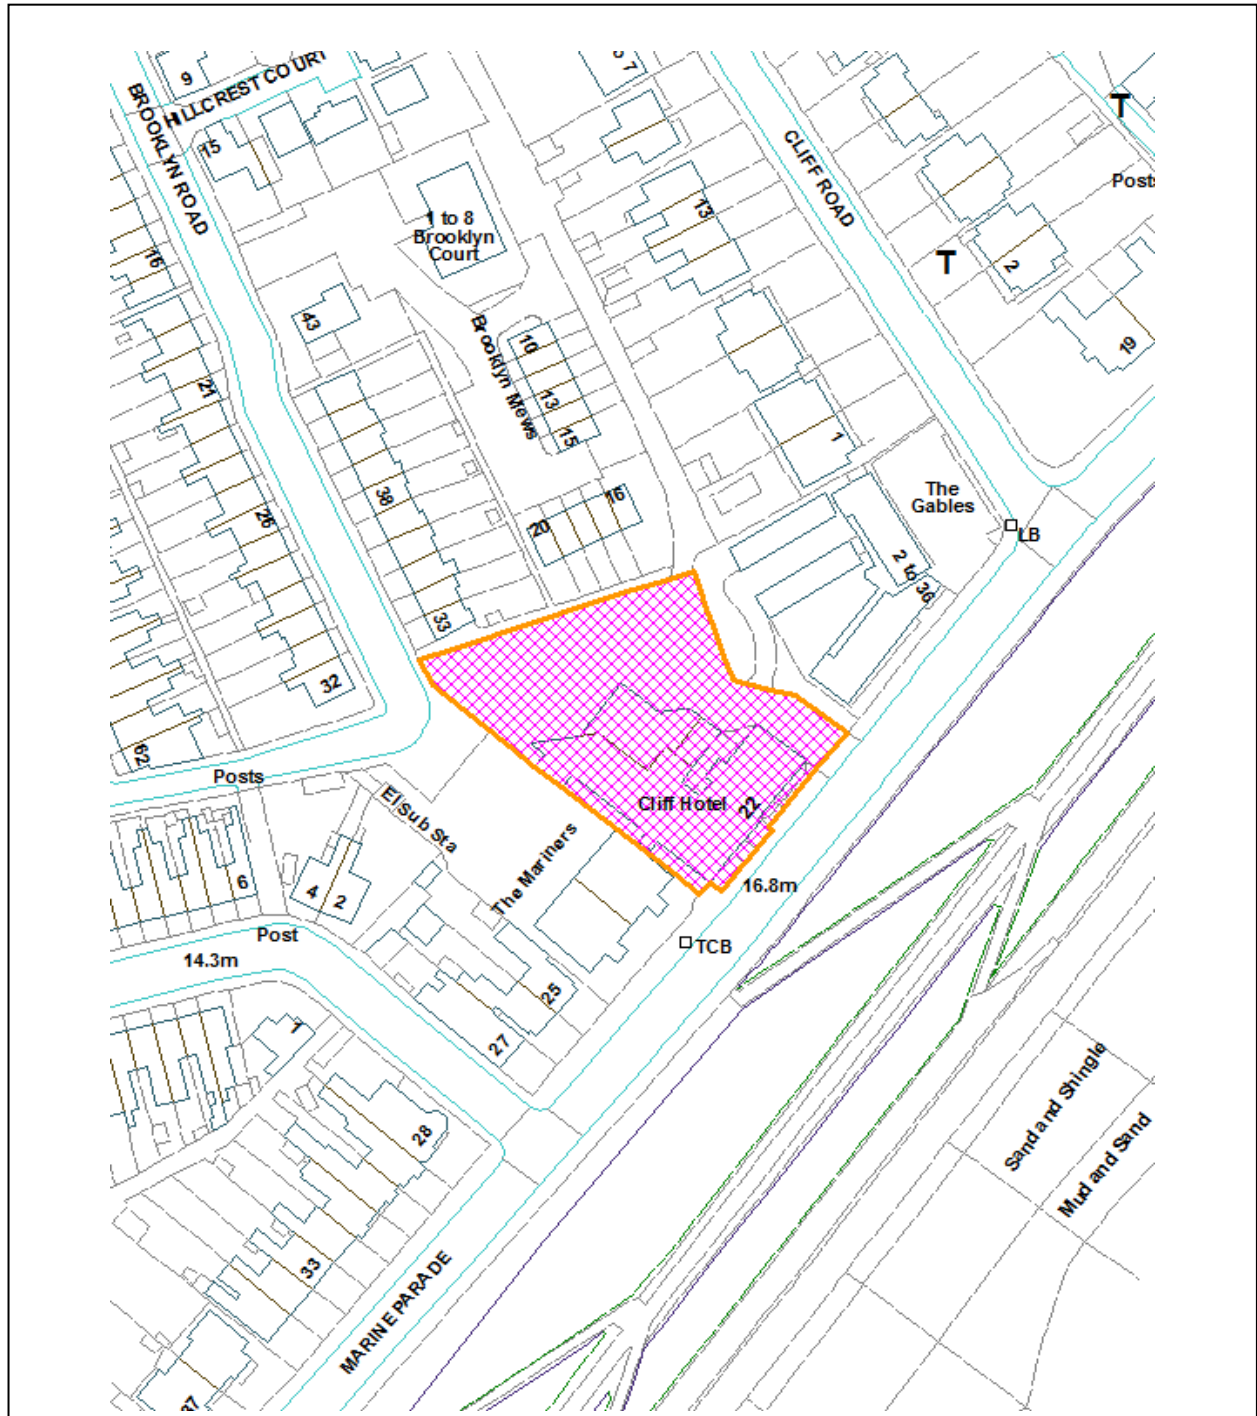 9
HILLCREST COURT
BROOKLYN ROAD
15
to 7
CLIFF ROAD
T
Posts
13
1 to 8
Brooklyn
Court
T
2
16
43
19
Brooklyn Mews
10
13
15
21
1
38
The
Gables
26
20
16
LB
2 to 36
33
32
62
Posts
El Sub Sta
Cliff Hotel
22
The Mariners
16.8m
6
4
2
Post
TCB
14.3m
25
27
1
28
Sand and Shingle
Mud and Sand
33
MARINE PARADE
37